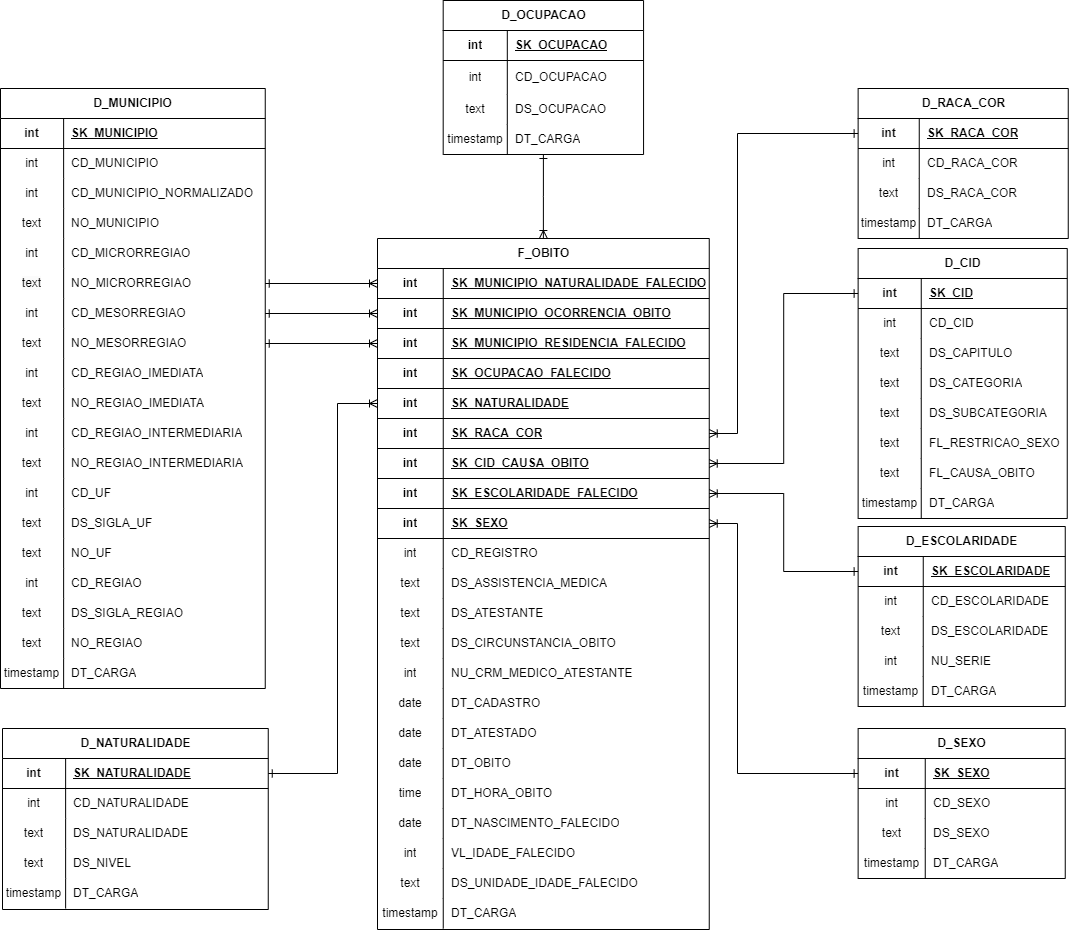 D_OCUPACAO
int SK_OCUPACAO
int CD_OCUPACAO
text DS_OCUPACAO
timestamp DT_CARGA
D_MUNICIPIO
int SK_MUNICIPIO
int CD_MUNICIPIO
int CD_MUNICIPIO_NORMALIZADO
text NO_MUNICIPIO
int CD_MICRORREGIAO
text NO_MICRORREGIAO
int CD_MESORREGIAO
text NO_MESORREGIAO
int CD_REGIAO_IMEDIATA
text NO_REGIAO_IMEDIATA
int CD_REGIAO_INTERMEDIARIA
text NO_REGIAO_INTERMEDIARIA
int CD_UF
text DS_SIGLA_UF
text NO_UF
int CD_REGIAO
text DS_SIGLA_REGIAO
text NO_REGIAO
timestamp DT_CARGA
D_NATURALIDADE
int SK_NATURALIDADE
int CD_NATURALIDADE
text DS_NATURALIDADE
text DS_NIVEL
timestamp DT_CARGA
F_OBITO
int SK_MUNICIPIO_NATURALIDADE_FALECIDO
int SK_MUNICIPIO_OCORRENCIA_OBITO
int SK_MUNICIPIO_RESIDENCIA_FALECIDO
int SK_OCUPACAO_FALECIDO
int SK_NATURALIDADE
int SK_RACA_COR
int SK_CID_CAUSA_OBITO
int SK_ESCOLARIDADE_FALECIDO
int SK_SEXO
int CD_REGISTRO
text DS_ASSISTENCIA_MEDICA
text DS_ATESTANTE
text DS_CIRCUNSTANCIA_OBITO
int NU_CRM_MEDICO_ATESTANTE
date DT_CADASTRO
date DT_ATESTADO
date DT_OBITO
time DT_HORA_OBITO
date DT_NASCIMENTO_FALECIDO
int VL_IDADE_FALECIDO
text DS_UNIDADE_IDADE_FALECIDO
timestamp DT_CARGA
D_RACA_COR
int SK_RACA_COR
int CD_RACA_COR
text DS_RACA_COR
timestamp DT_CARGA
D_CID
int SK_CID
int CD_CID
text DS_CAPITULO
text DS_CATEGORIA
text DS_SUBCATEGORIA
text FL_RESTRICAO_SEXO
text FL_CAUSA_OBITO
timestamp DT_CARGA
D_ESCOLARIDADE
int SK_ESCOLARIDADE
int CD_ESCOLARIDADE
text DS_ESCOLARIDADE
int NU_SERIE
timestamp DT_CARGA
D_SEXO
int SK_SEXO
int CD_SEXO
text DS_SEXO
timestamp DT_CARGA